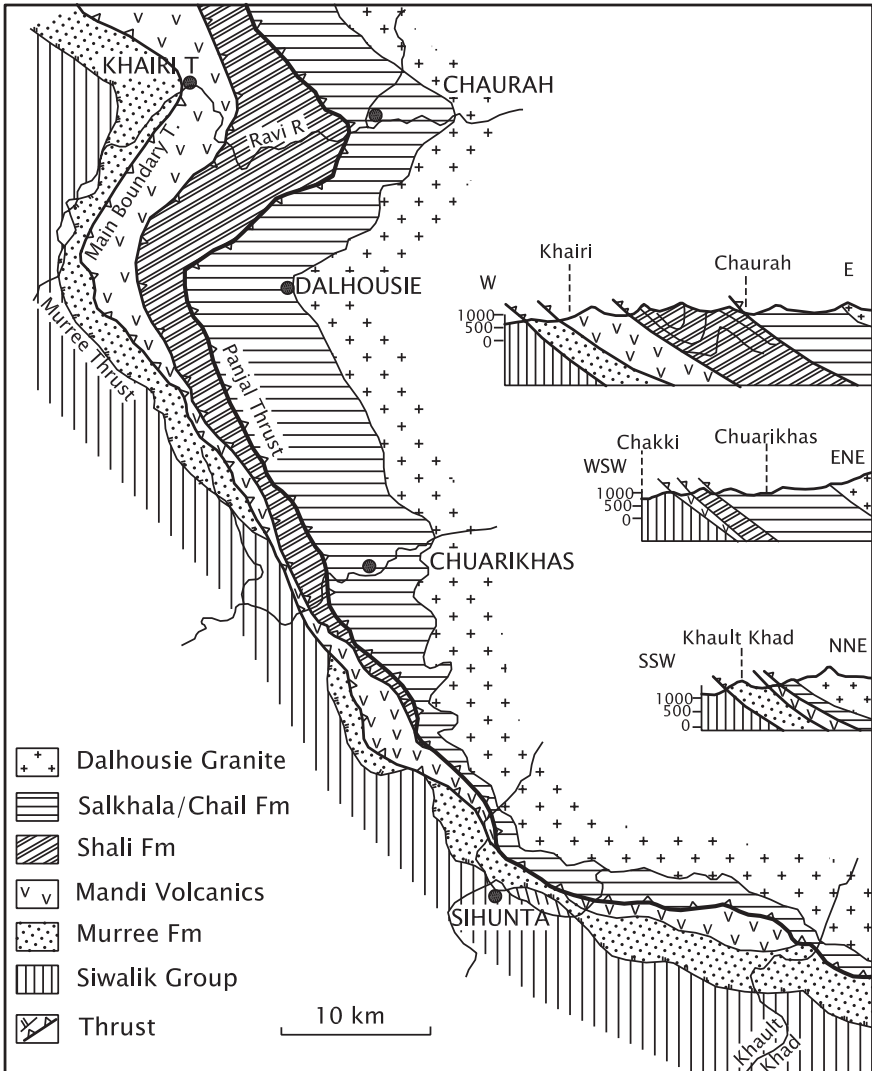 KHAIRI T
CHAURAH
Ravi R
Main Boundary T.
DALHOUSIE
Murree Thrust
Panjal Thrust
CHUARIKHAS
SIHUNTA
Khault
Khad
Khairi
Chaurah
W
E
1000
500
0
Chakki
Chuarikhas
WSW
ENE
1000
500
0
Khault Khad
SSW
NNE
1000
500
0
Dalhousie Granite
Salkhala/Chail Fm
Shali Fm
Mandi Volcanics
Murree Fm
Siwalik Group
Thrust
10 km